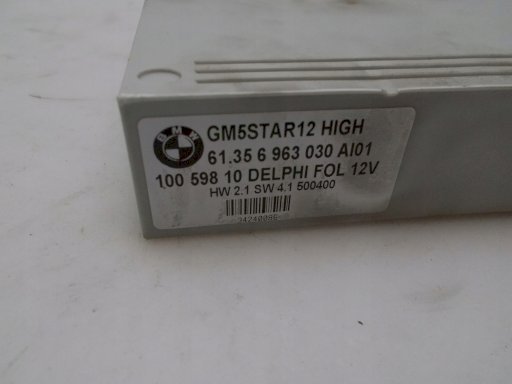 BMW
GM5STAR12 HIGH
61.35 6 963 030 AI01
100 598 10 DELPHI FOL 12V
HW 2.1 SW 4.1 500400